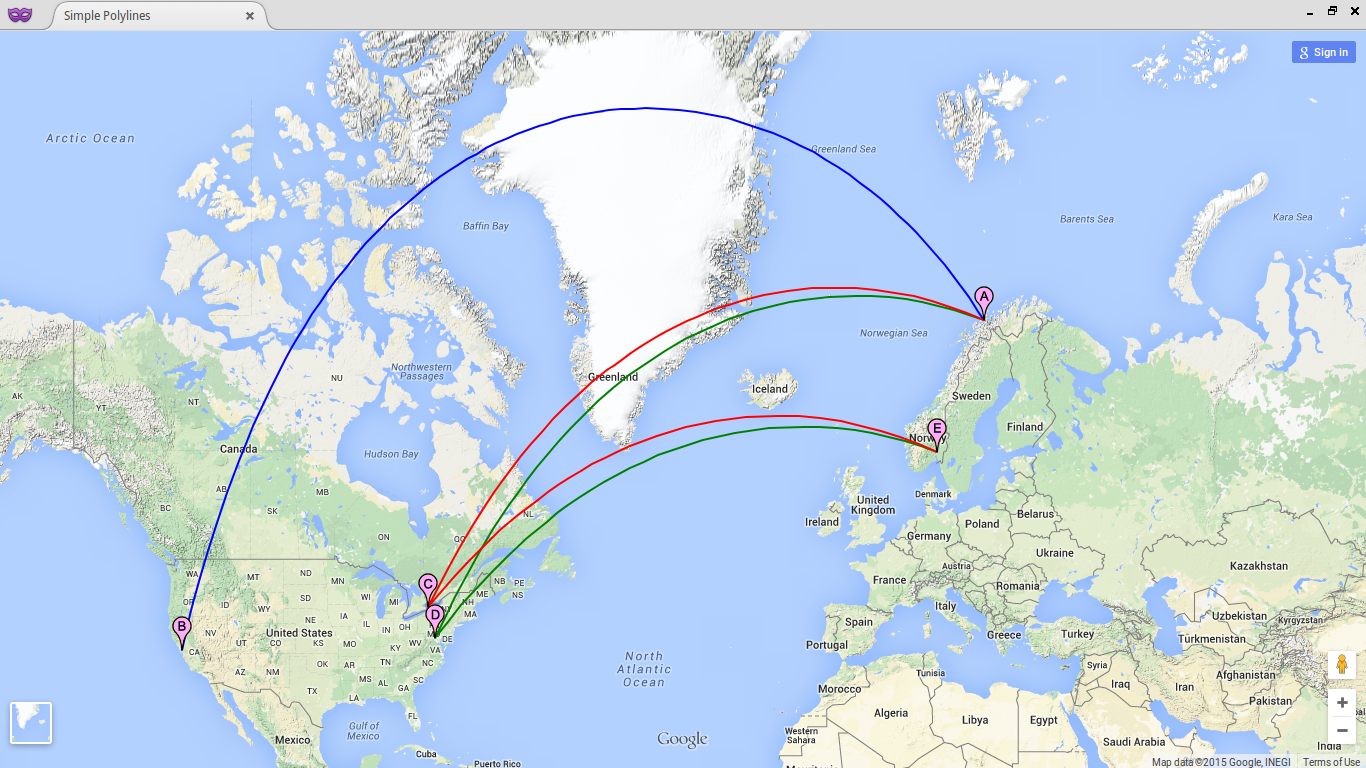 Simple Polylines
Sign in
Arctic Ocean
Greenland Sea
Baffin Bay
Barents Sea
Kara Sea
A
Norwegian Sea
Northwestern
Passages
NU
Greenland
Iceland
Sweden
AK
YT
NT
E
Norway
Finland
Canada
Hudson Bay
AB
MB
BC
SK
NL
Denmark
United
Kingdom
Ireland
Belarus
Poland
Germany
ON
QC
Ukraine
Austria
Kazakhstan
France
Romania
WA
MT
ND
MN
C
NB
PE
NS
ME
OR
ID
WY
SD
WI
MI
NH
MA
Italy
Spain
Uzbekistan
Kyrgyzstan
B
D
NV
UT
United States
NE
IA
IL
IN
OH
DE
Portugal
Greece
Turkey
Turkmenistan
CA
CO
KS
MO
KY
WV
VA
AZ
NM
OK
AR
TN
NC
North
Atlantic
Ocean
Syria
Tunisia
Iraq
Iran
Afghanistan
TX
LA
MS
AL
GA
SC
Morocco
Pakistan
FL
Algeria
Libya
Egypt
Gulf of
Mexico
Western
Sahara
Mexico
Google
Saudi Arabia
India
Cuba
Puerto Rico
Map data ©2015 Google, INEGI
Terms of Use